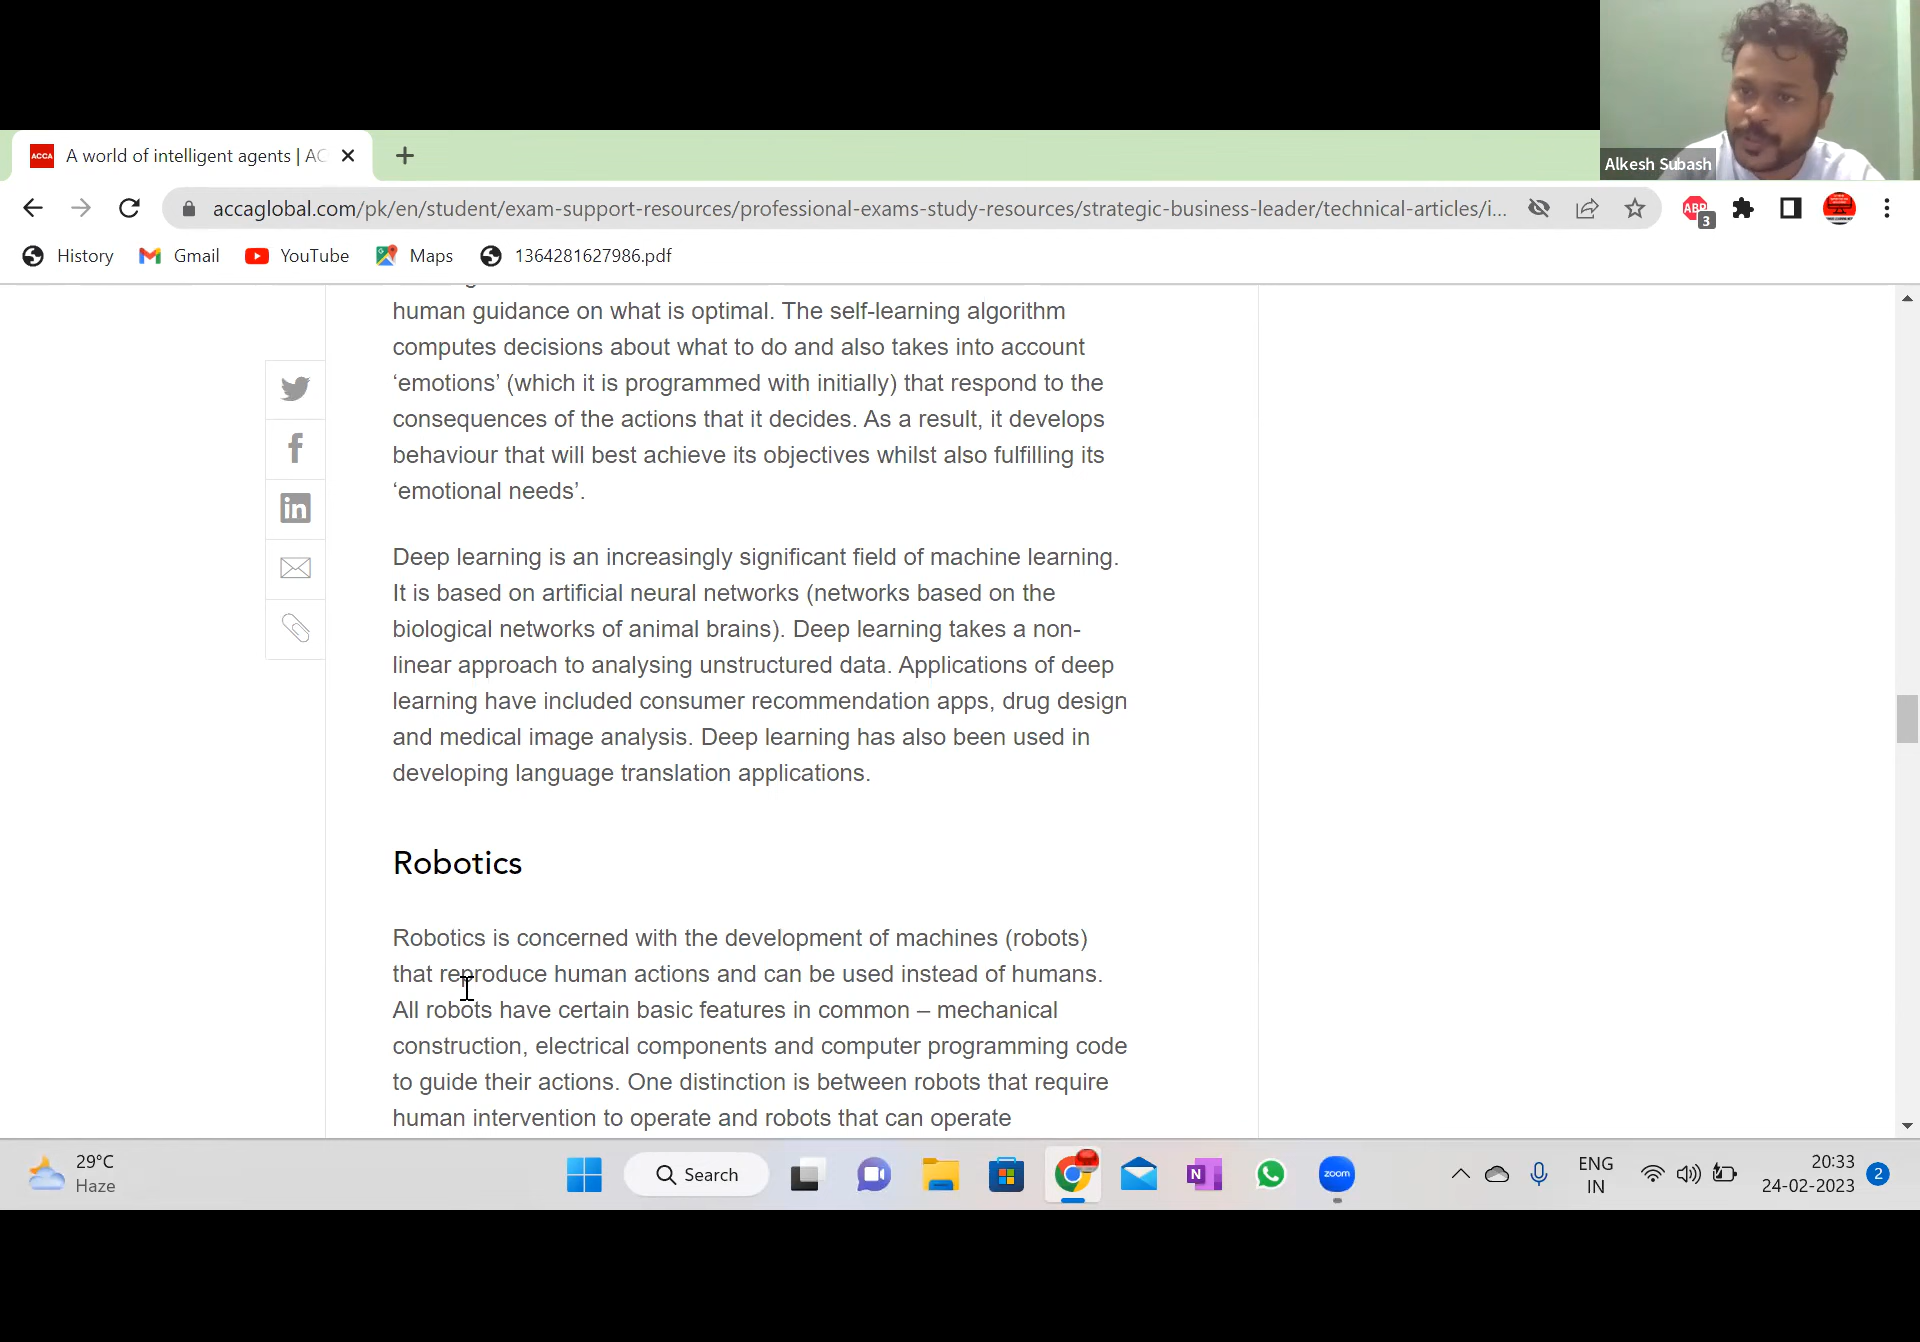 Alkesh Subash
ACCA A world of intelligent agents | AC
accaglobal.com/pk/en/student/exam-support-resources/professional-exams-study-resources/strategic-business-leader/technical-articles/i...
ABP 3
History Gmail YouTube Maps 1364281627986.pdf
human guidance on what is optimal. The self-learning algorithm
computes decisions about what to do and also takes into account
‘emotions’ (which it is programmed with initially) that respond to the
consequences of the actions that it decides. As a result, it develops
behaviour that will best achieve its objectives whilst also fulfilling its
‘emotional needs’.
Deep learning is an increasingly significant field of machine learning.
It is based on artificial neural networks (networks based on the
biological networks of animal brains). Deep learning takes a non-
linear approach to analysing unstructured data. Applications of deep
learning have included consumer recommendation apps, drug design
and medical image analysis. Deep learning has also been used in
developing language translation applications.
Robotics
Robotics is concerned with the development of machines (robots)
that reproduce human actions and can be used instead of humans.
All robots have certain basic features in common – mechanical
construction, electrical components and computer programming code
to guide their actions. One distinction is between robots that require
human intervention to operate and robots that can operate
29°C
Haze
Search
N
zoom
ENG
IN
20:33
24-02-2023
2